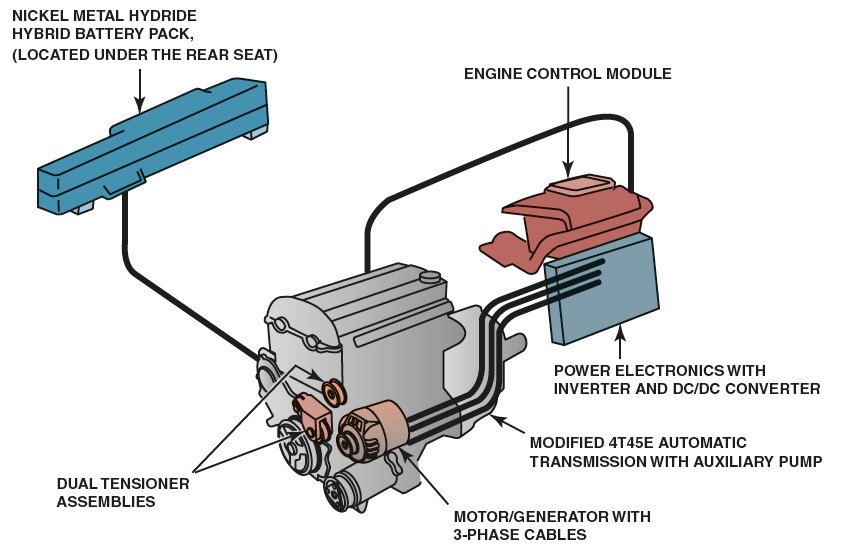 NICKEL METAL HYDRIDE
HYBRID BATTERY PACK,
(LOCATED UNDER THE REAR SEAT)
ENGINE CONTROL MODULE
POWER ELECTRONICS WITH
INVERTER AND DC/DC CONVERTER
MODIFIED 4T45E AUTOMATIC
TRANSMISSION WITH AUXILIARY PUMP
DUAL TENSIONER
ASSEMBLIES
MOTOR/GENERATOR WITH
3-PHASE CABLES